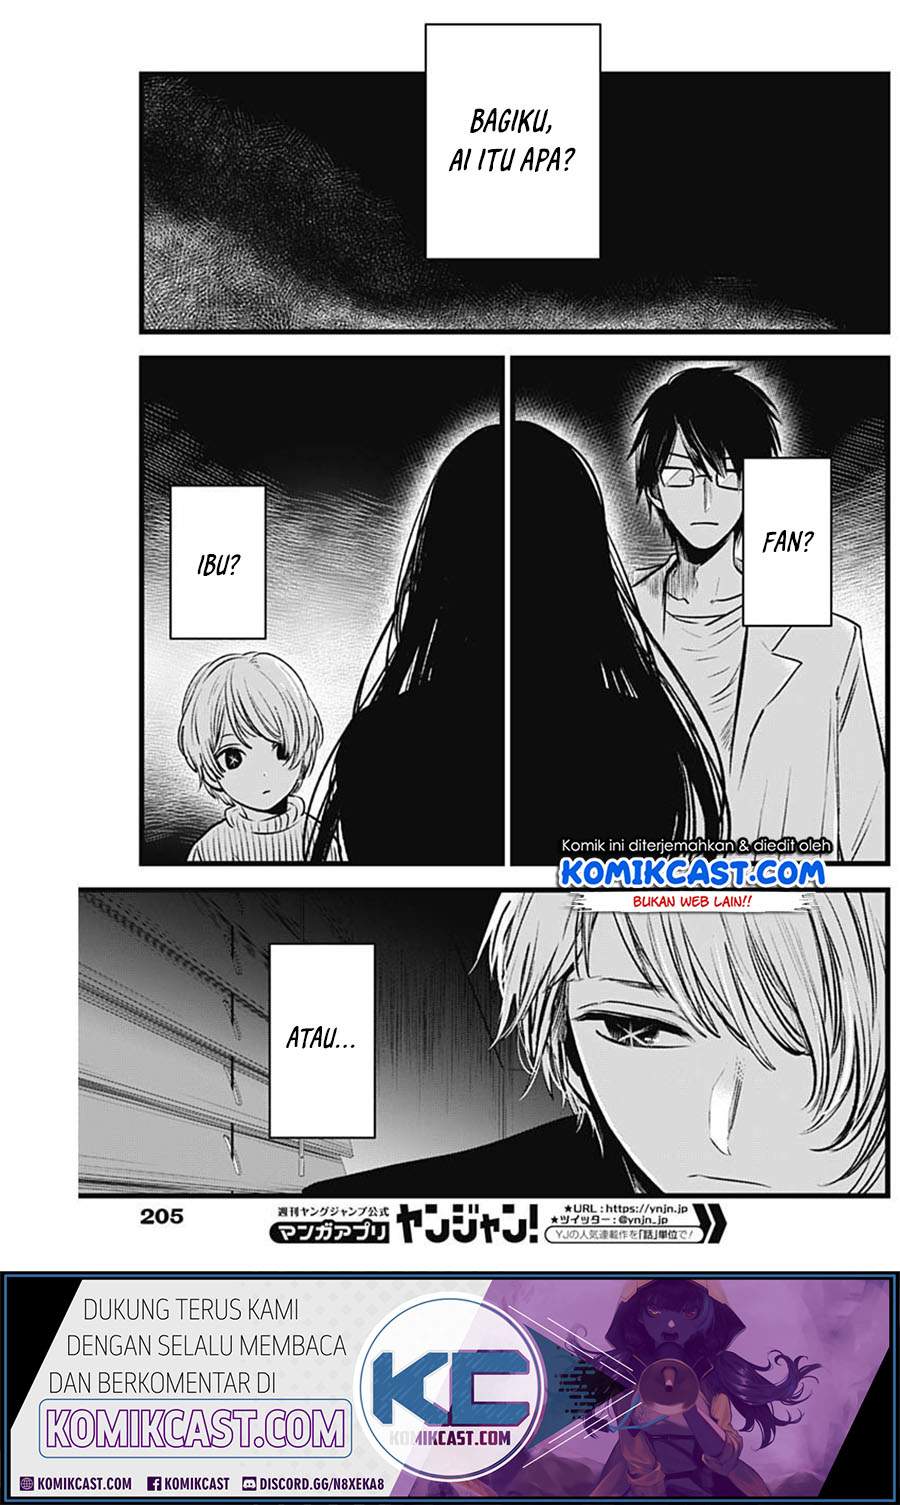 BAGIKU,
AI ITU APA?
FAN?
IBU?
Komik ini diterjemahkan & diedit oleh
KOMIKCAST.COM
BUKAN WEB LAIN!!
ATAU...
205
週刊ヤングジャンプ公式
マンガアプリ
ヤンジャン!
★URL : https://ynjn.jp
★ツイッター : @ynjn_jp
YJの人気連載作を「話」単位で!
DUKUNG TERUS KAMI
DENGAN SELALU MEMBACA
DAN BERKOMENTAR DI
KOMIKCAST.COM
KC
KOMIKCAST.COM
KOMIKCAST.COM
KOMIKCAST
DISCORD.GG/N8XEKA8